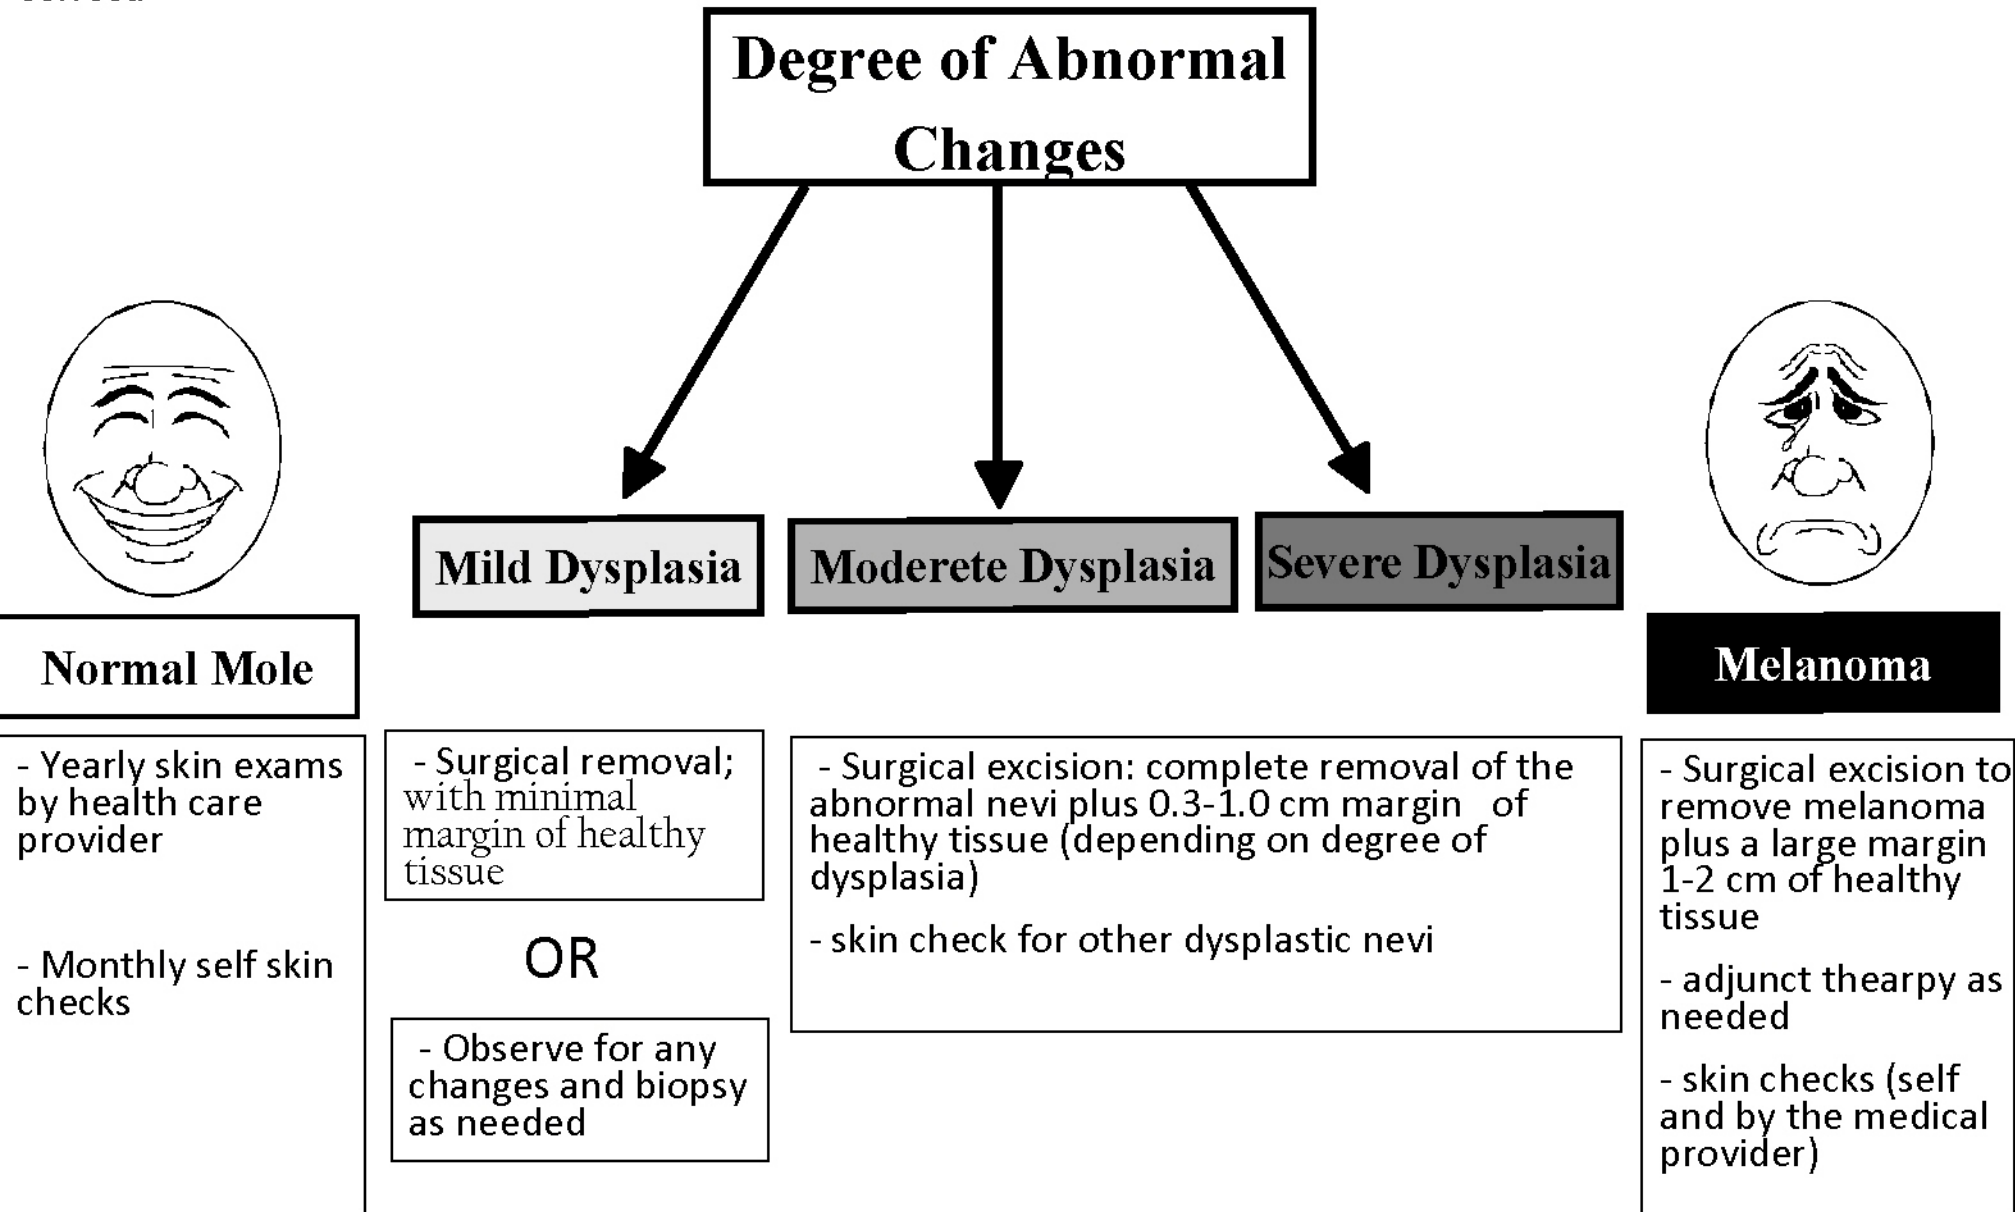 Degree of Abnormal
Changes
Mild Dysplasia
Moderete Dysplasia
Severe Dysplasia
Normal Mole
Melanoma
- Yearly skin exams
by health care
provider
- Monthly self skin
checks
- Surgical removal;
with minimal
margin of healthy
tissue
OR
- Observe for any
changes and biopsy
as needed
- Surgical excision: complete removal of the
abnormal nevi plus 0.3-1.0 cm margin of
healthy tissue (depending on degree of
dysplasia)
- skin check for other dysplastic nevi
- Surgical excision to
remove melanoma
plus a large margin
1-2 cm of healthy
tissue
- adjunct thearpy as
needed
- skin checks (self
and by the medical
provider)